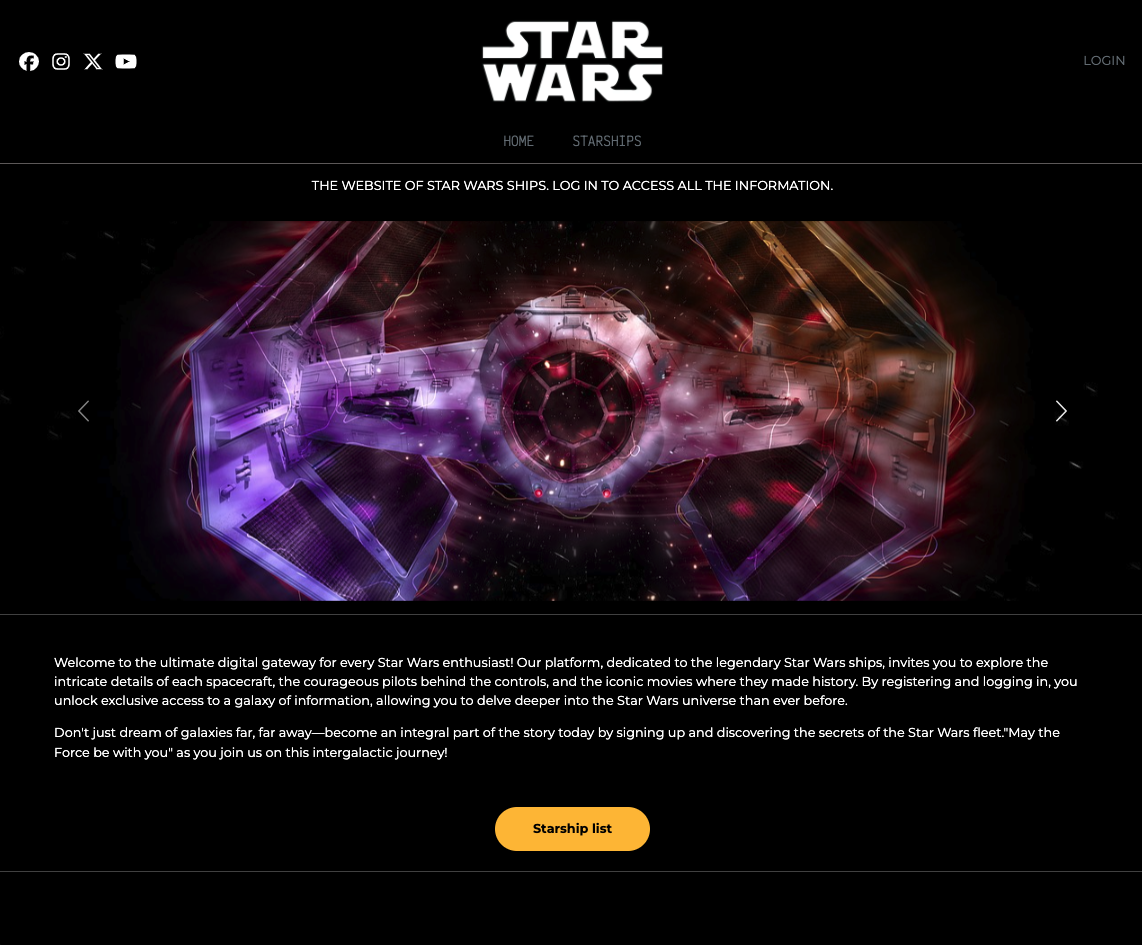 STAR
WARS
LOGIN
HOME STARSHIPS
THE WEBSITE OF STAR WARS SHIPS. LOG IN TO ACCESS ALL THE INFORMATION.
Welcome to the ultimate digital gateway for every Star Wars enthusiast! Our platform, dedicated to the legendary Star Wars ships, invites you to explore the
intricate details of each spacecraft, the courageous pilots behind the controls, and the iconic movies where they made history. By registering and logging in, you
unlock exclusive access to a galaxy of information, allowing you to delve deeper into the Star Wars universe than ever before.
Don't just dream of galaxies far, far away—become an integral part of the story today by signing up and discovering the secrets of the Star Wars fleet."May the
Force be with you" as you join us on this intergalactic journey!
Starship list